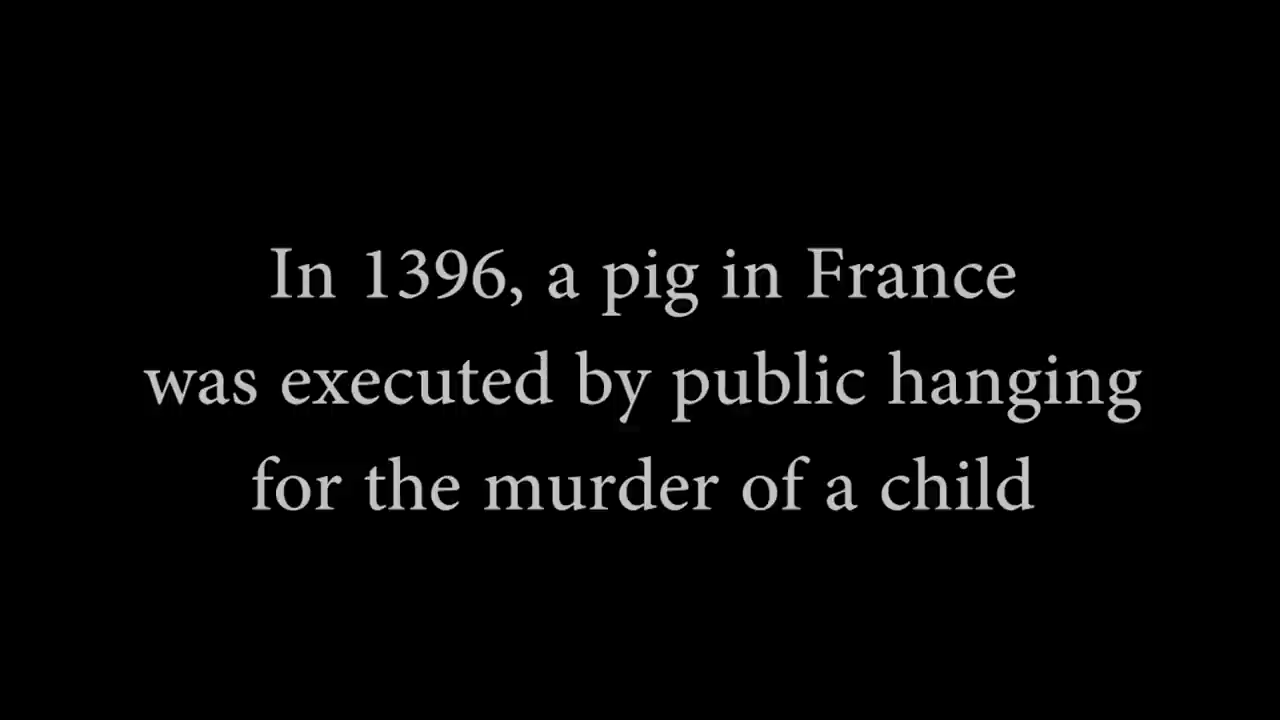 In 1396, a pig in France
was executed by public hanging
for the murder of a child